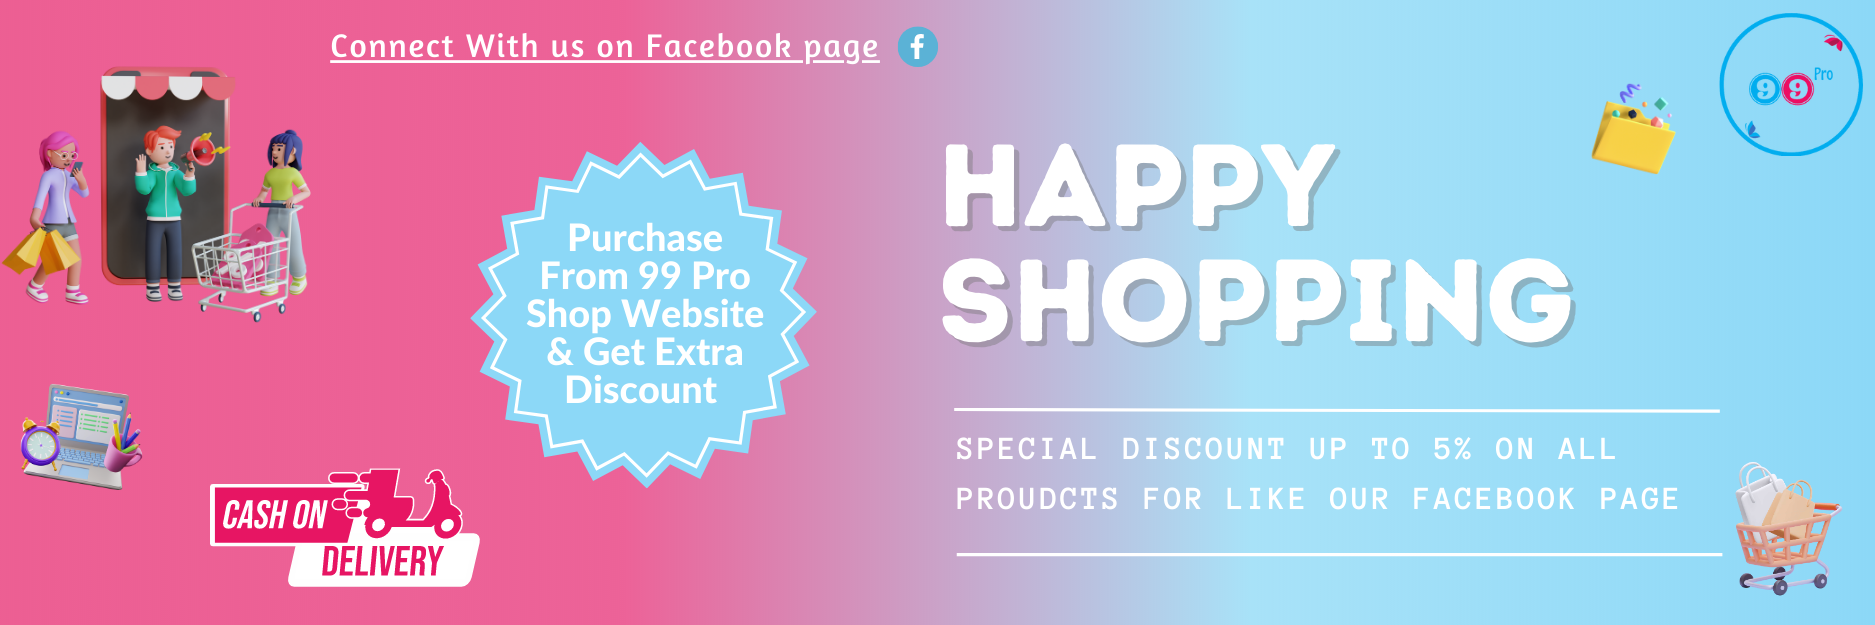 Connect With us on Facebook page
99 Pro
HAPPY
SHOPPING
Purchase
From 99 Pro
Shop Website
& Get Extra
Discount
SPECIAL DISCOUNT UP TO 5% ON ALL
PROUDCTS FOR LIKE OUR FACEBOOK PAGE
CASH ON
DELIVERY